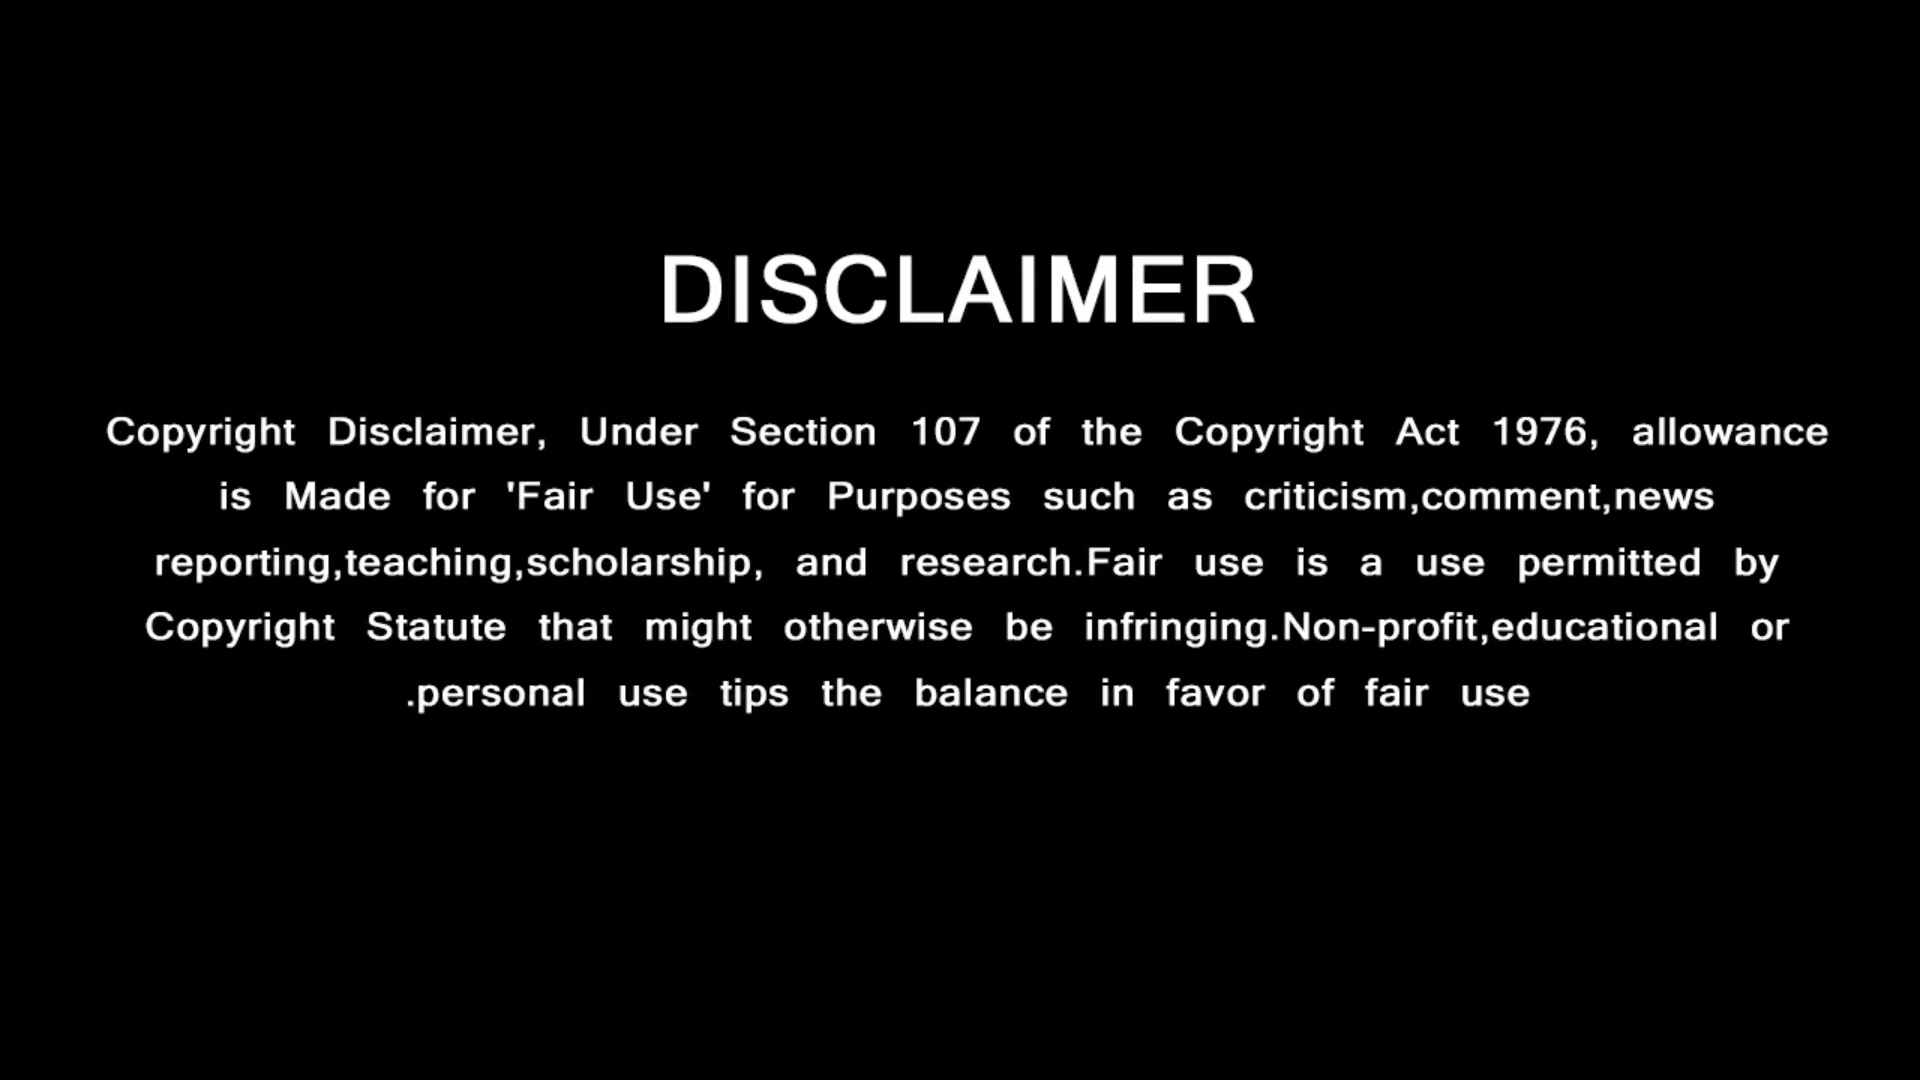 DISCLAIMER
Copyright Disclaimer, Under Section 107 of the Copyright Act 1976, allowance
is Made for 'Fair Use' for Purposes such as criticism,comment,news
reporting,teaching,scholarship, and research.Fair use is a use permitted by
Copyright Statute that might otherwise be infringing.Non-profit,educational or
.personal use tips the balance in favor of fair use